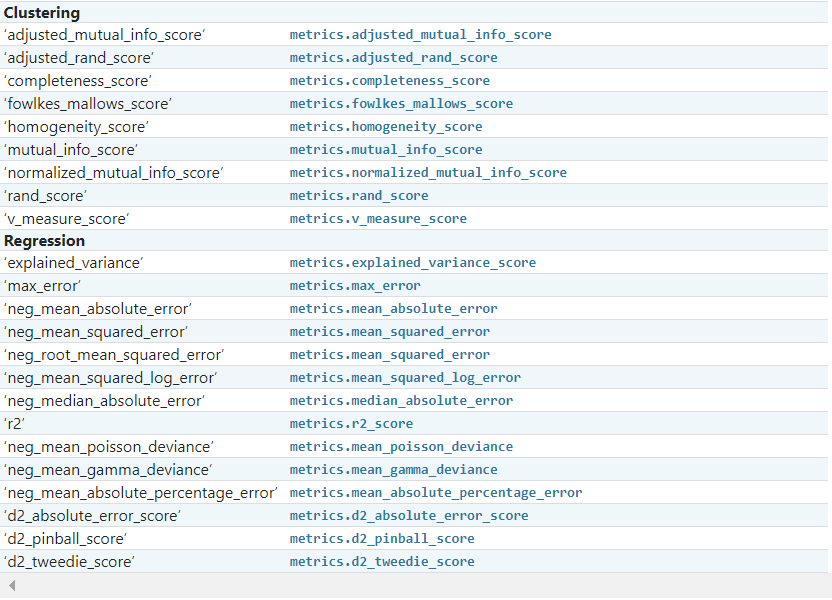 Clustering
‘adjusted_mutual_info_score’ metrics.adjusted_mutual_info_score
‘adjusted_rand_score’ metrics.adjusted_rand_score
‘completeness_score’ metrics.completeness_score
‘fowlkes_mallows_score’ metrics.fowlkes_mallows_score
‘homogeneity_score’ metrics.homogeneity_score
‘mutual_info_score’ metrics.mutual_info_score
‘normalized_mutual_info_score’ metrics.normalized_mutual_info_score
‘rand_score’ metrics.rand_score
‘v_measure_score’ metrics.v_measure_score
Regression
‘explained_variance’ metrics.explained_variance_score
‘max_error’ metrics.max_error
‘neg_mean_absolute_error’ metrics.mean_absolute_error
‘neg_mean_squared_error’ metrics.mean_squared_error
‘neg_root_mean_squared_error’ metrics.mean_squared_error
‘neg_mean_squared_log_error’ metrics.mean_squared_log_error
‘neg_median_absolute_error’ metrics.median_absolute_error
‘r2’ metrics.r2_score
‘neg_mean_poisson_deviance’ metrics.mean_poisson_deviance
‘neg_mean_gamma_deviance’ metrics.mean_gamma_deviance
‘neg_mean_absolute_percentage_error’ metrics.mean_absolute_percentage_error
‘d2_absolute_error_score’ metrics.d2_absolute_error_score
‘d2_pinball_score’ metrics.d2_pinball_score
‘d2_tweedie_score’ metrics.d2_tweedie_score